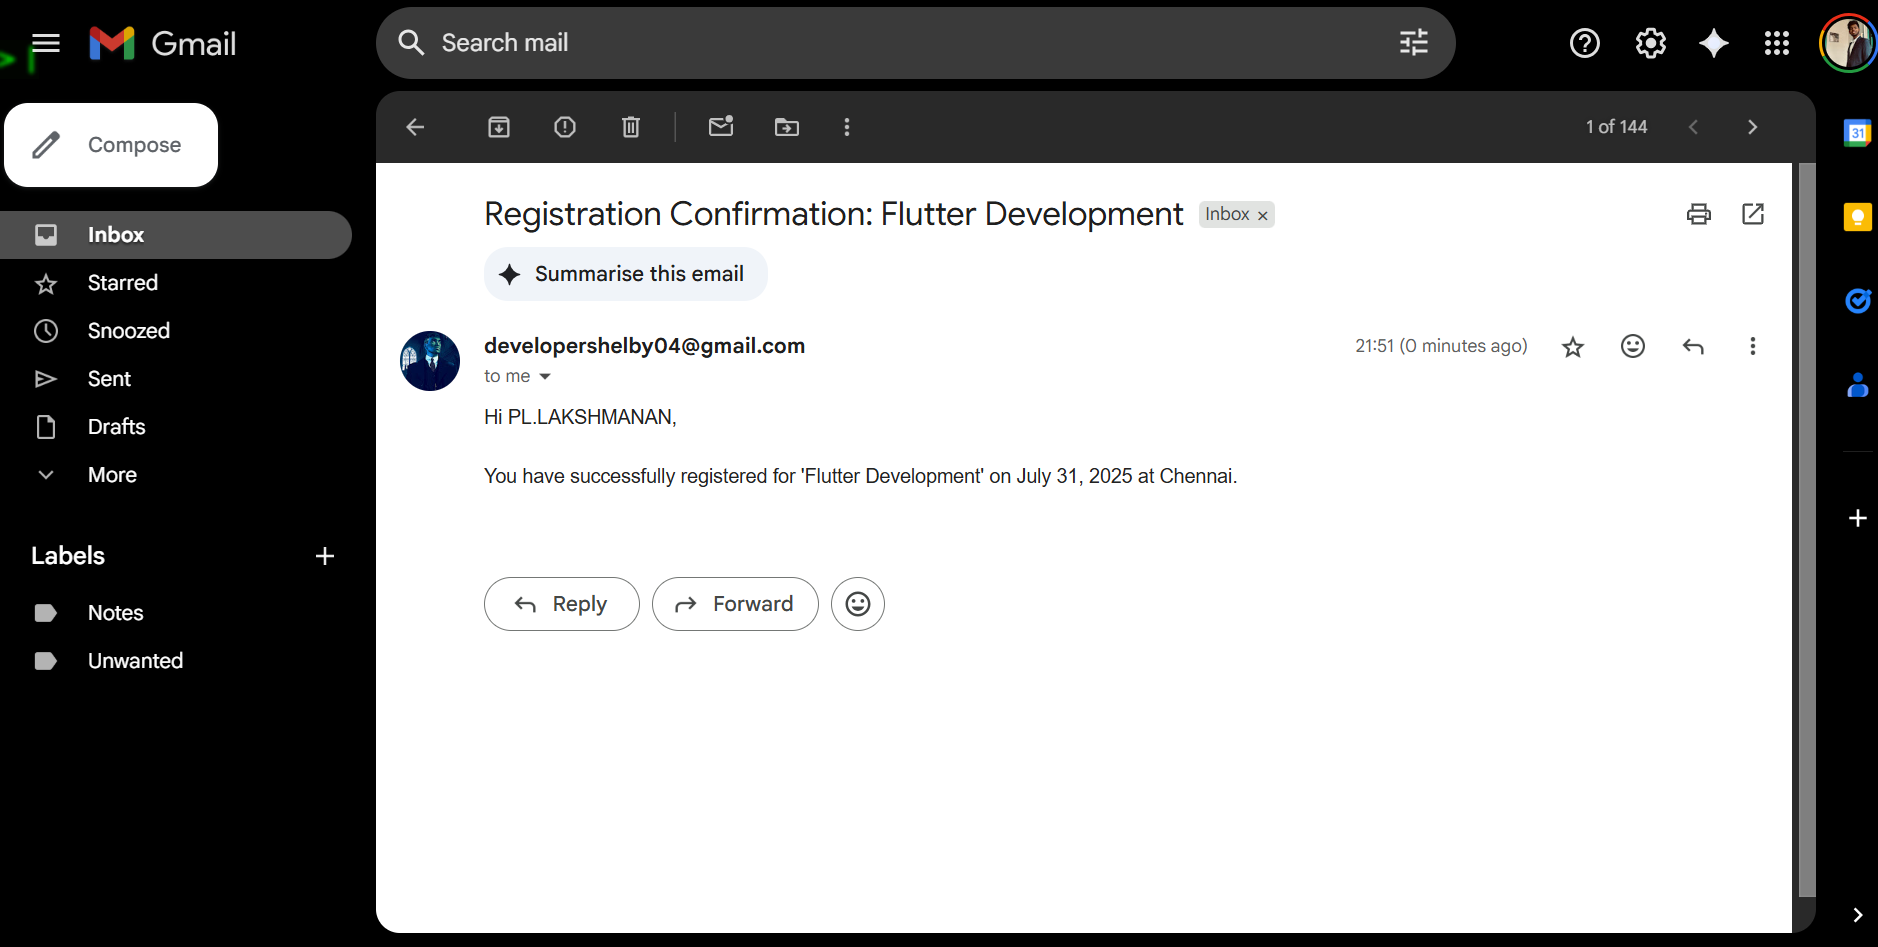 Gmail
Search mail
Compose
1 of 144
31
Inbox
Starred
Snoozed
Sent
Drafts
More
Labels
Notes
Unwanted
Registration Confirmation: Flutter Development Inbox ×
Summarise this email
developershelby04@gmail.com 21:51 (0 minutes ago)
to me
Hi PL.LAKSHMANAN,
You have successfully registered for 'Flutter Development' on July 31, 2025 at Chennai.
Reply Forward